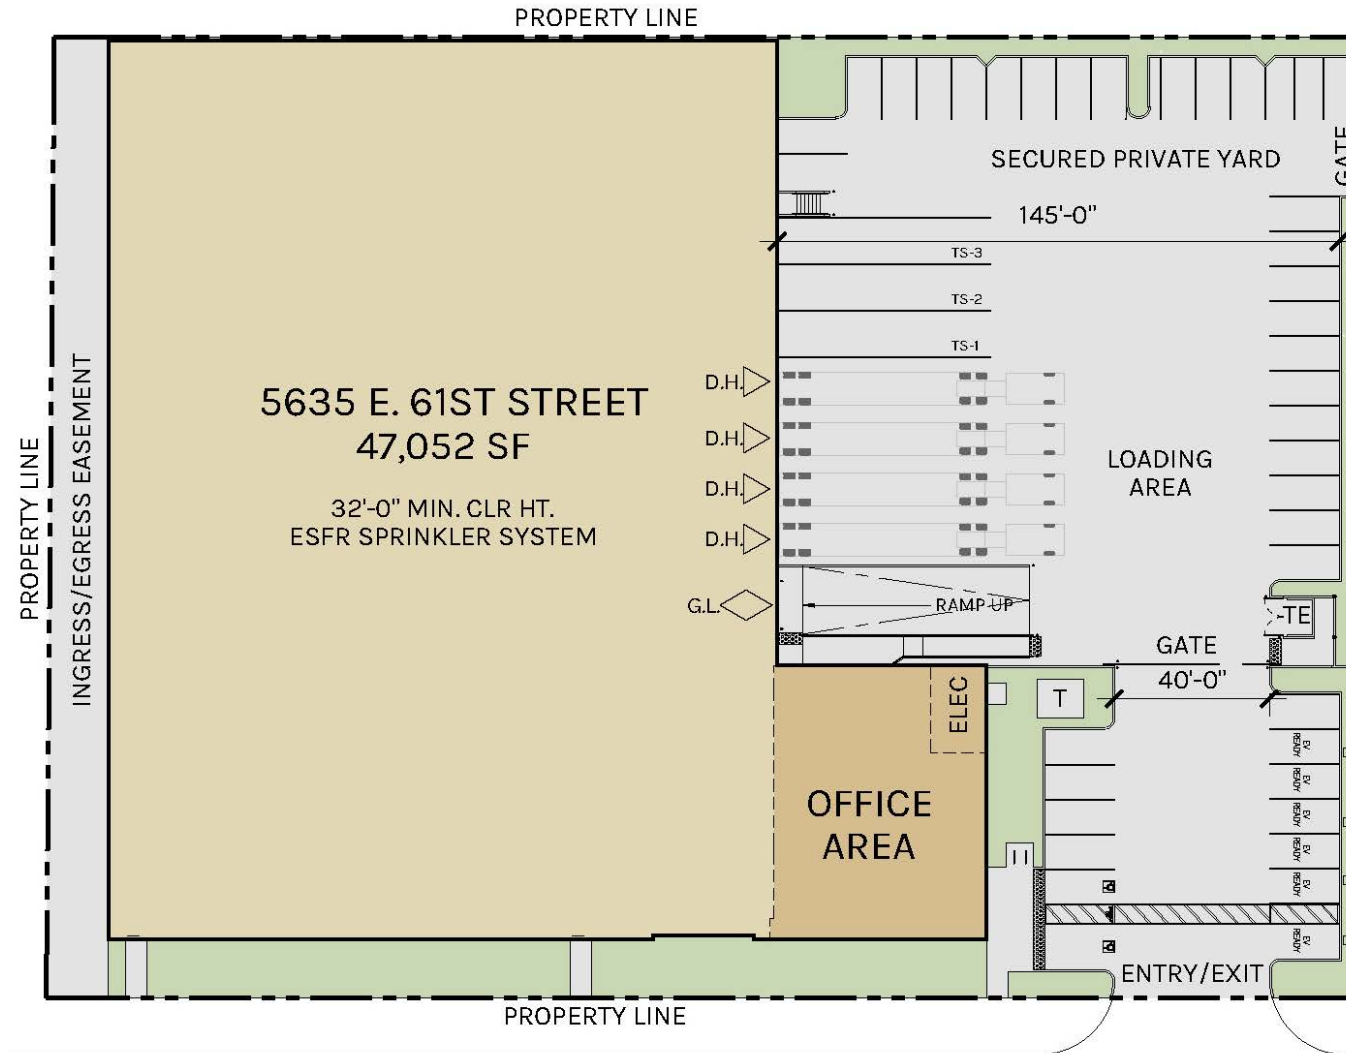 PROPERTY LINE
SECURED PRIVATE YARD
GATE
145'-0"
TS-3
TS-2
TS-1
D.H.
D.H.
D.H.
D.H.
G.L.
5635 E. 61ST STREET
47,052 SF
32'-0" MIN. CLR HT.
ESFR SPRINKLER SYSTEM
PROPERTY LINE
INGRESS/EGRESS EASEMENT
LOADING
AREA
RAMP UP
TE
GATE
40'-0"
T
ELEC
OFFICE
AREA
EV
READY
EV
READY
EV
READY
EV
READY
EV
READY
EV
READY
ENTRY/EXIT
PROPERTY LINE